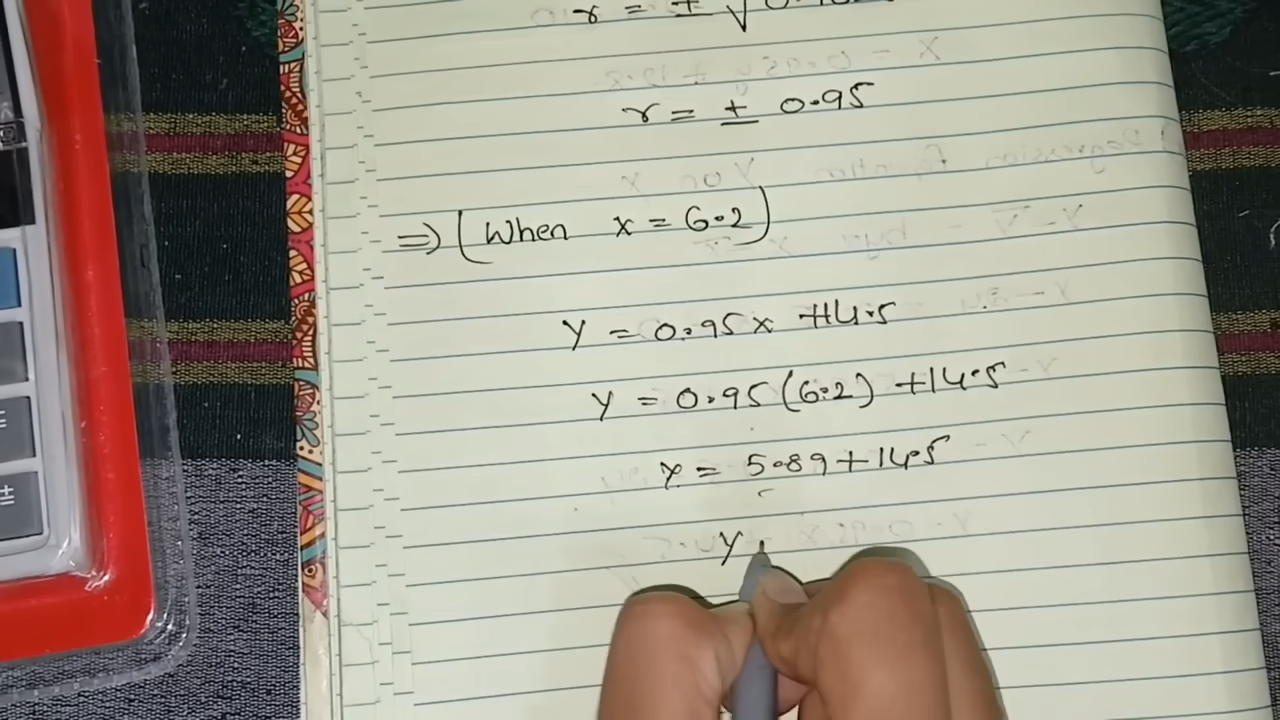 r = ±
r = ± 0.95
⇒ (When x = 6.2)
y = 0.95x + 14.5
y = 0.95(6.2) + 14.5
y = 5.89 + 14.5
y